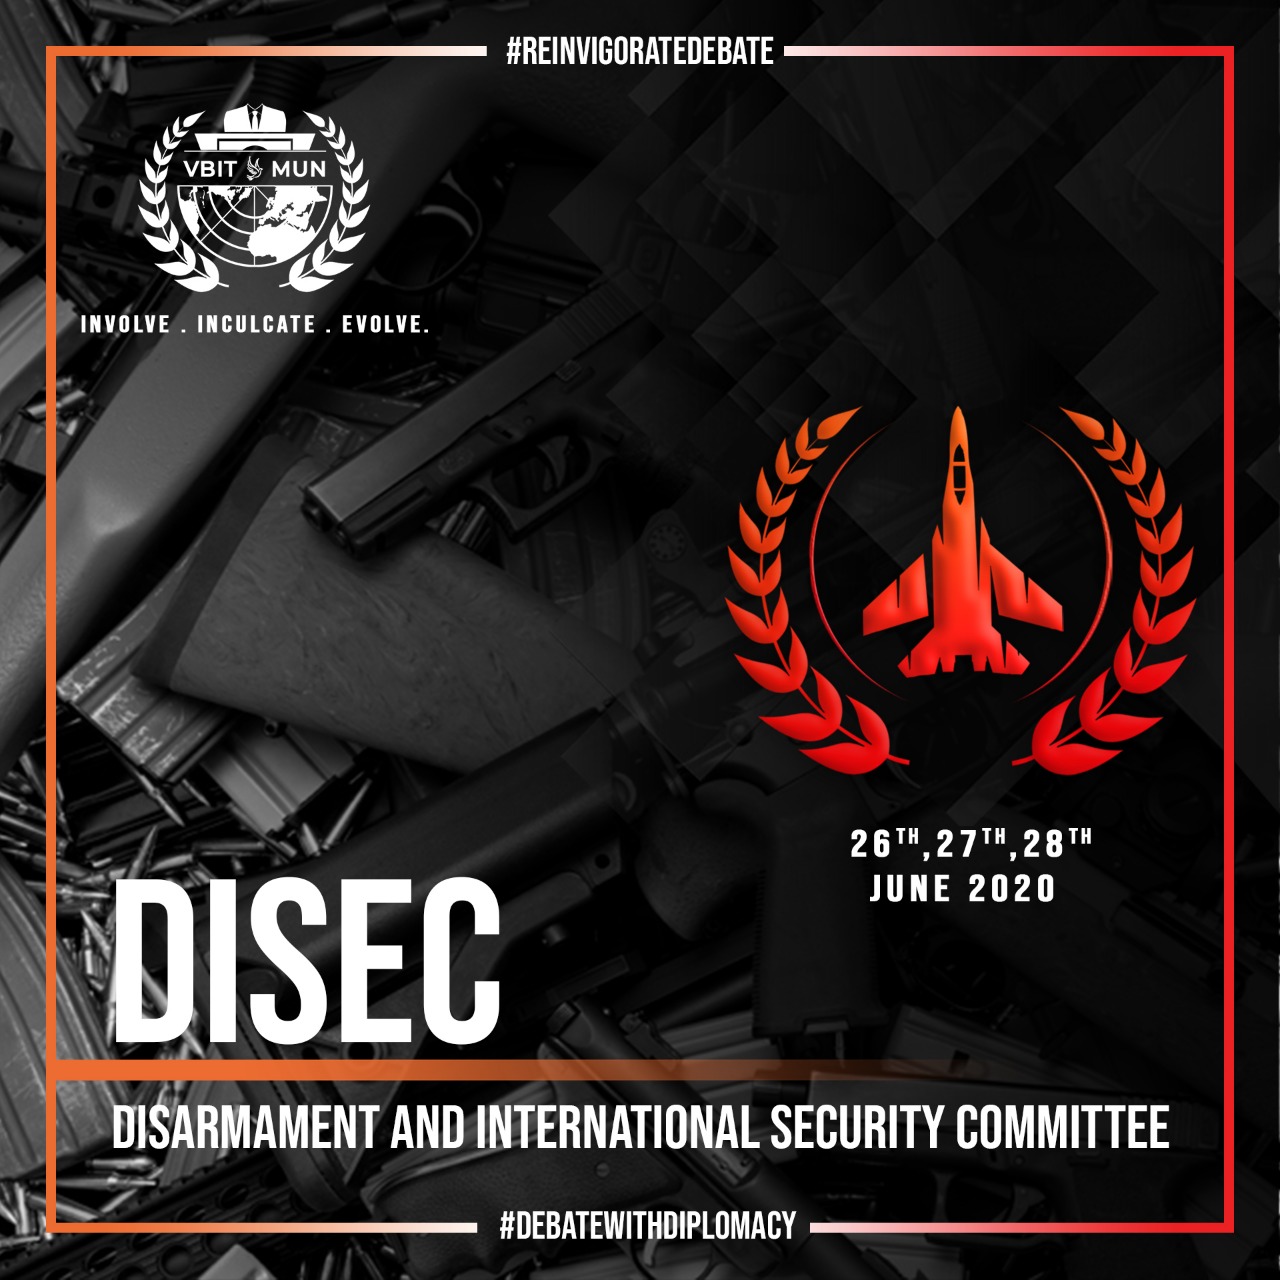 #REINVIGORATEDEBATE
VBIT MUN
INVOLVE . INCULCATE . EVOLVE.
26TH,27TH,28TH
JUNE 2020
DISEC
DISARMAMENT AND INTERNATIONAL SECURITY COMMITTEE
#DEBATEWITHDIPLOMACY